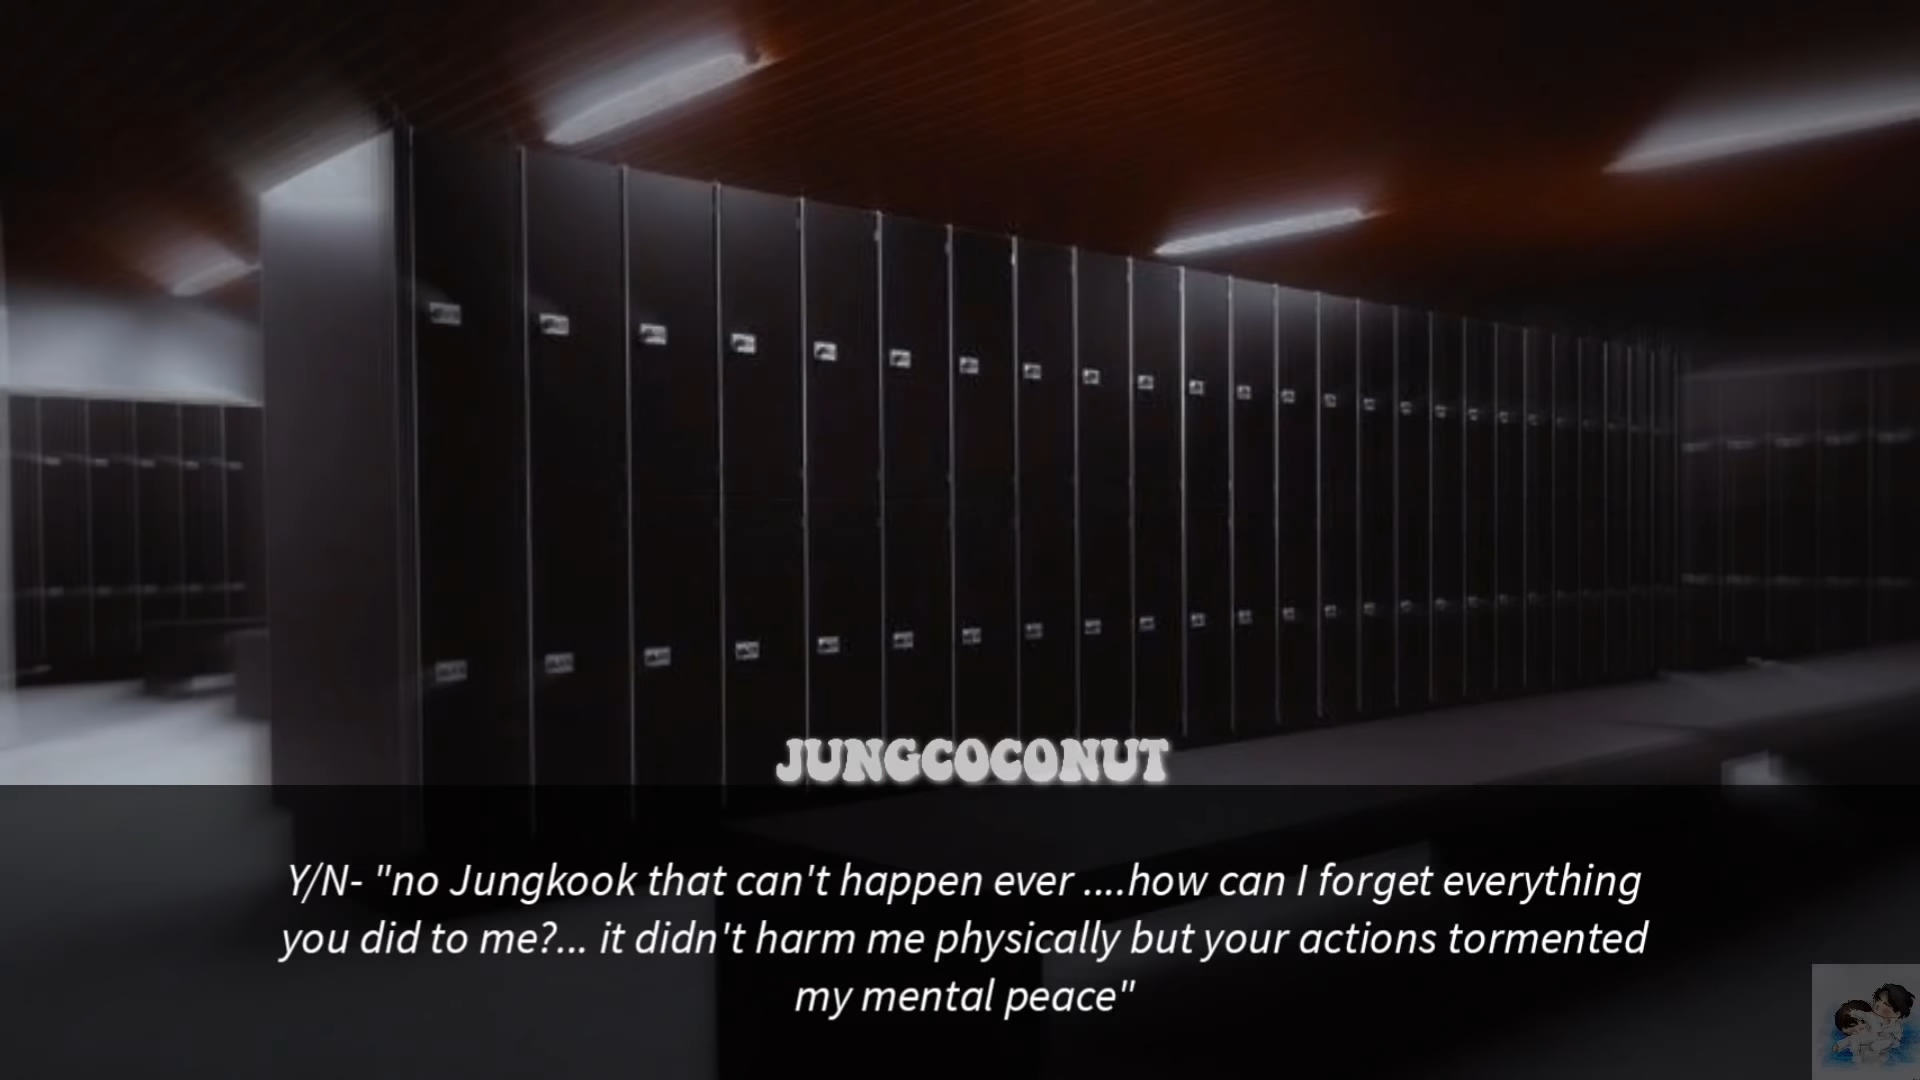 JUNGCOCONUT
Y/N- "no Jungkook that can't happen ever ....how can I forget everything
you did to me?... it didn't harm me physically but your actions tormented
my mental peace"